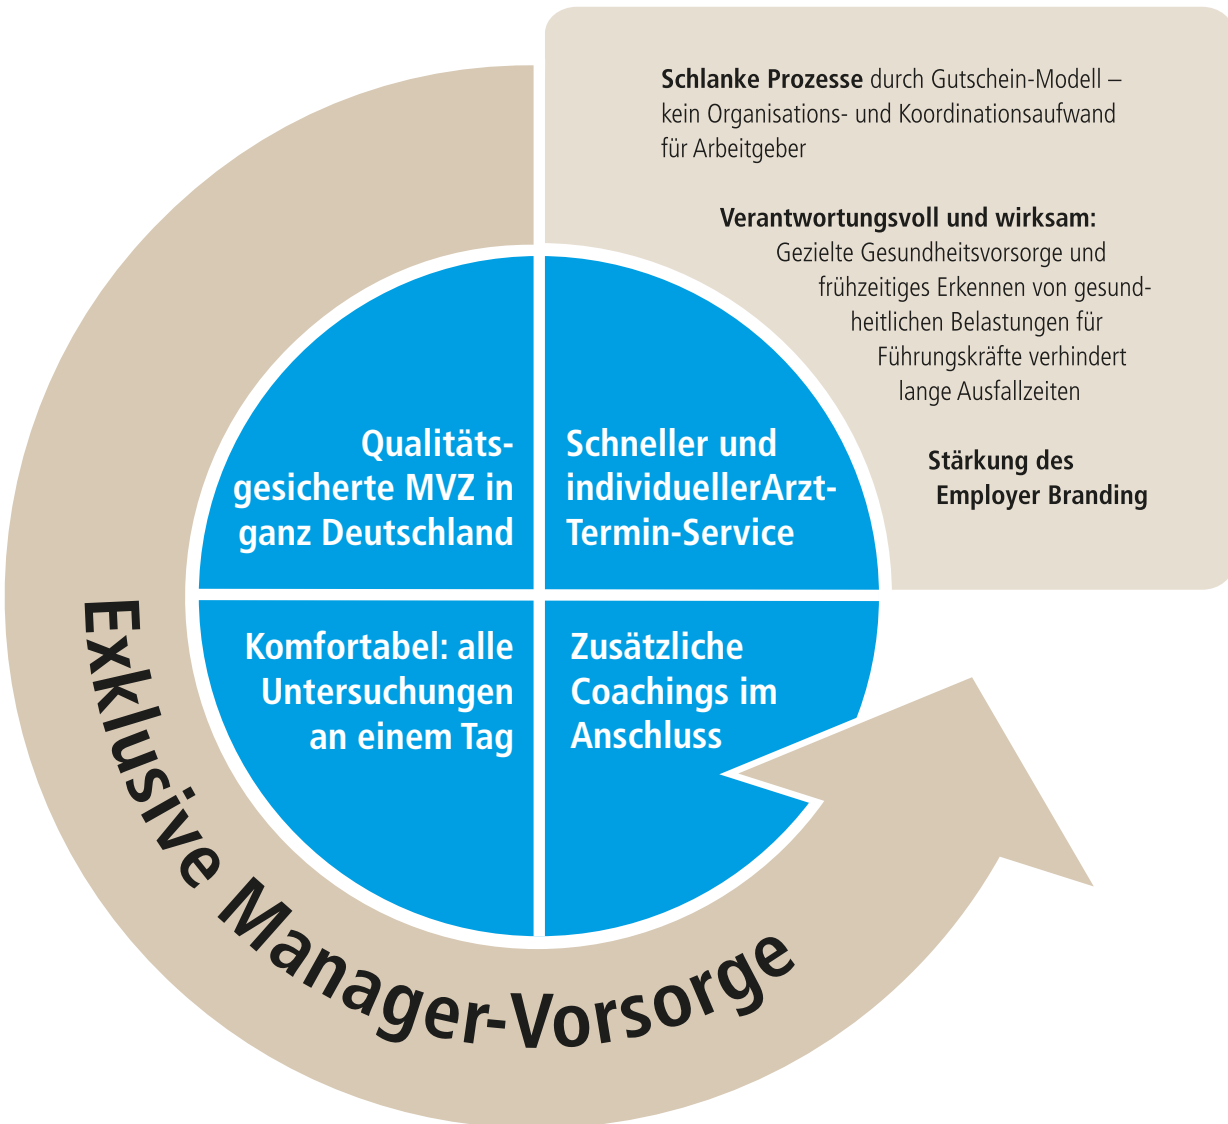 Schlanke Prozesse durch Gutschein-Modell –
kein Organisations- und Koordinationsaufwand
für Arbeitgeber
Verantwortungsvoll und wirksam:
Gezielte Gesundheitsvorsorge und
frühzeitiges Erkennen von gesund-
heitlichen Belastungen für
Führungskräfte verhindert
lange Ausfallzeiten
Stärkung des
Employer Branding
Qualitäts-
gesicherte MVZ in
ganz Deutschland
Schneller und
individuellerArzt-
Termin-Service
Komfortabel: alle
Untersuchungen
an einem Tag
Zusätzliche
Coachings im
Anschluss
Exklusive Manager-Vorsorge